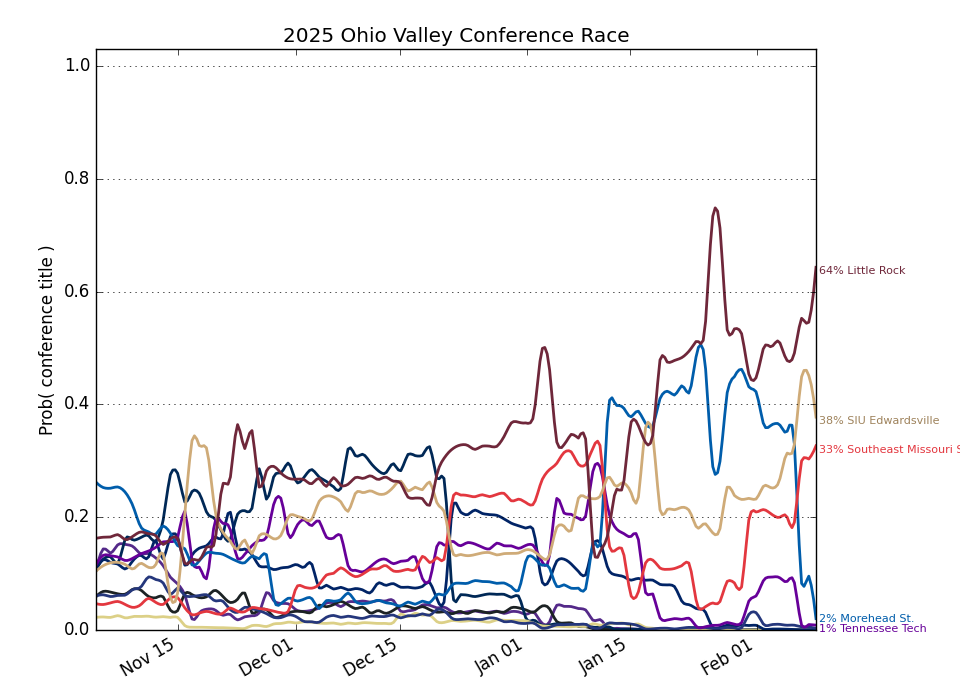 2025 Ohio Valley Conference Race
Prob( conference title )
1.0
0.8
0.6
0.4
0.2
0.0
Nov 15
Dec 01
Dec 15
Jan 01
Jan 15
Feb 01
64% Little Rock
38% SIU Edwardsville
33% Southeast Missouri S
2% Morehead St.
1% Tennessee Tech